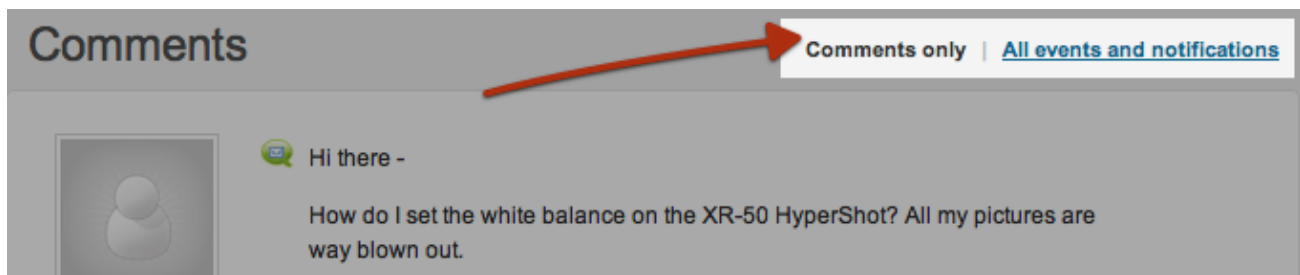 Comments
Comments only | All events and notifications
Hi there -
How do I set the white balance on the XR-50 HyperShot? All my pictures are
way blown out.